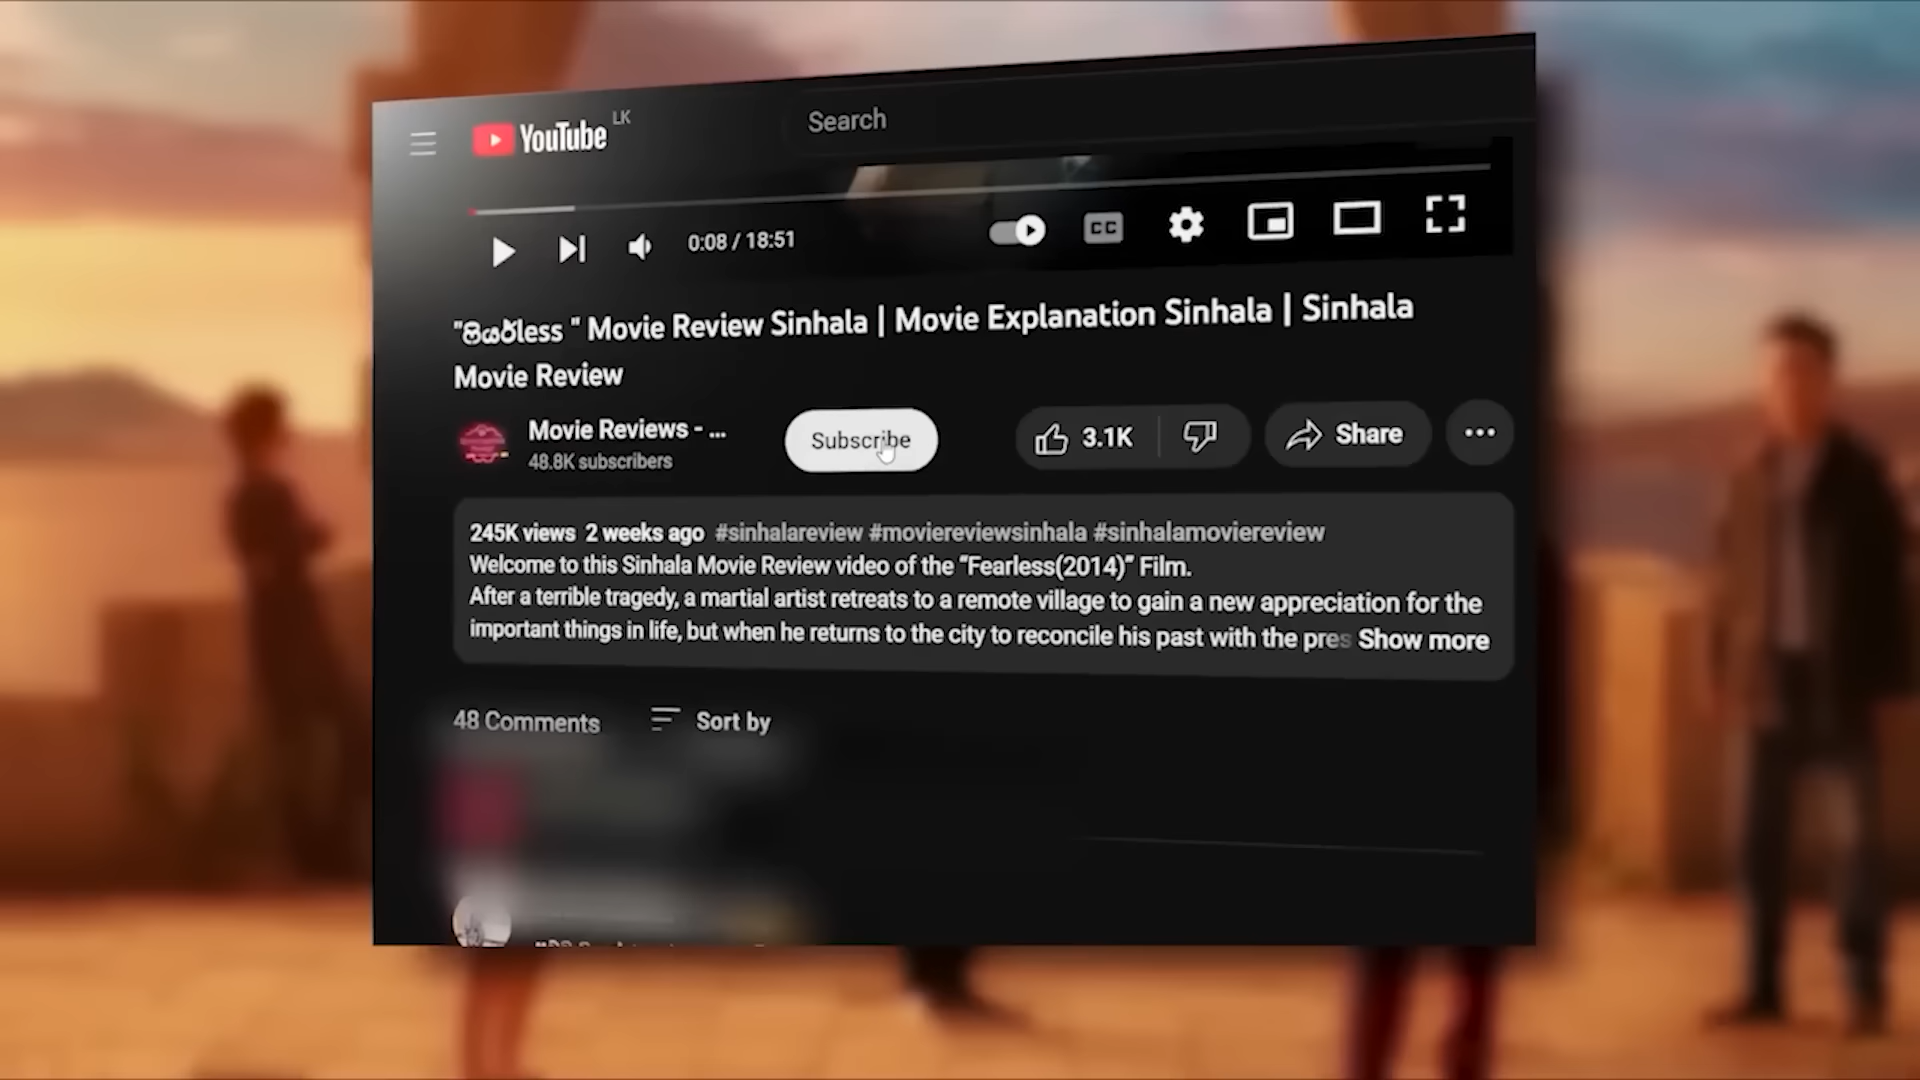 YouTube LK
Search
0:08 / 18:51
CC
"ෆියර්less " Movie Review Sinhala | Movie Explanation Sinhala | Sinhala
Movie Review
Movie Reviews - ...
48.8K subscribers
Subscribe
3.1K
Share
245K views 2 weeks ago #sinhalareview #moviereviewsinhala #sinhalamoviereview
Welcome to this Sinhala Movie Review video of the “Fearless(2014)” Film.
After a terrible tragedy, a martial artist retreats to a remote village to gain a new appreciation for the
important things in life, but when he returns to the city to reconcile his past with the pres Show more
48 Comments
Sort by